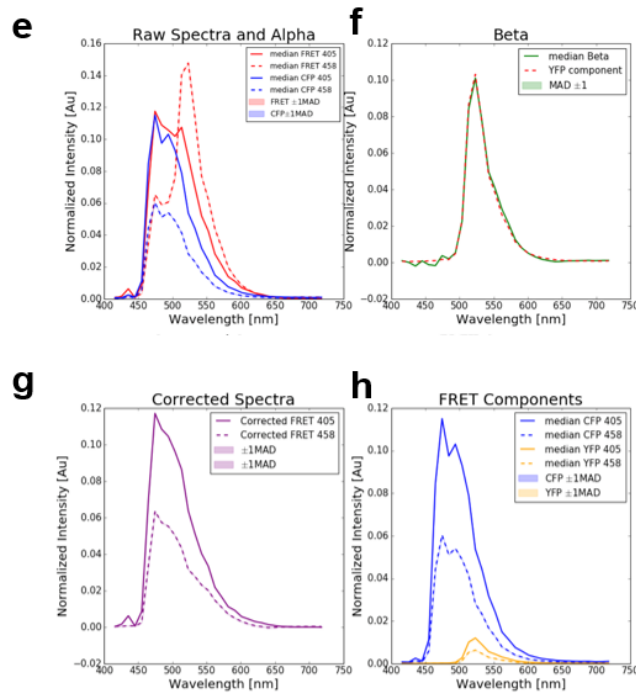 e
Raw Spectra and Alpha
Normalized Intensity [Au]
0.16
0.14
0.12
0.10
0.08
0.06
0.04
0.02
0.00
median FRET 405
median FRET 458
median CFP 405
median CFP 458
FRET ±1MAD
CFP±1MAD
400 450 500 550 600 650 700 750
Wavelength [nm]
f
Beta
Normalized Intensity [Au]
0.12
0.10
0.08
0.06
0.04
0.02
0.00
−0.02
median Beta
YFP component
MAD ±1
400 450 500 550 600 650 700 750
Wavelength [nm]
g
Corrected Spectra
Normalized Intensity [Au]
0.12
0.10
0.08
0.06
0.04
0.02
0.00
−0.02
Corrected FRET 405
Corrected FRET 458
±1MAD
±1MAD
400 450 500 550 600 650 700 750
Wavelength [nm]
h
FRET Components
Normalized Intensity [Au]
0.12
0.10
0.08
0.06
0.04
0.02
0.00
median CFP 405
median CFP 458
median YFP 405
median YFP 458
CFP ±1MAD
YFP ±1MAD
400 450 500 550 600 650 700 750
Wavelength [nm]